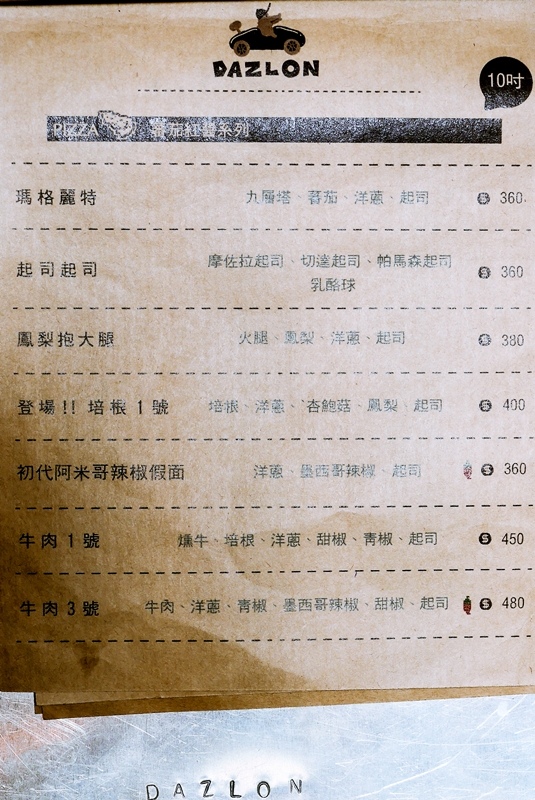 DAZLON
10吋
PIZZA 蕃茄紅醬系列
瑪格麗特 九層塔、蕃茄、洋蔥、起司 $ 360
起司起司 摩佐拉起司、切達起司、帕馬森起司 $ 360
乳酪球
鳳梨抱大腿 火腿、鳳梨、洋蔥、起司 $ 380
登場!! 培根1號 培根、洋蔥、杏鮑菇、鳳梨、起司 $ 400
初代阿米哥辣椒假面 洋蔥、墨西哥辣椒、起司 $ 360
牛肉1號 燻牛、培根、洋蔥、甜椒、青椒、起司 $ 450
牛肉3號 牛肉、洋蔥、青椒、墨西哥辣椒、甜椒、起司 $ 480
DAZLON